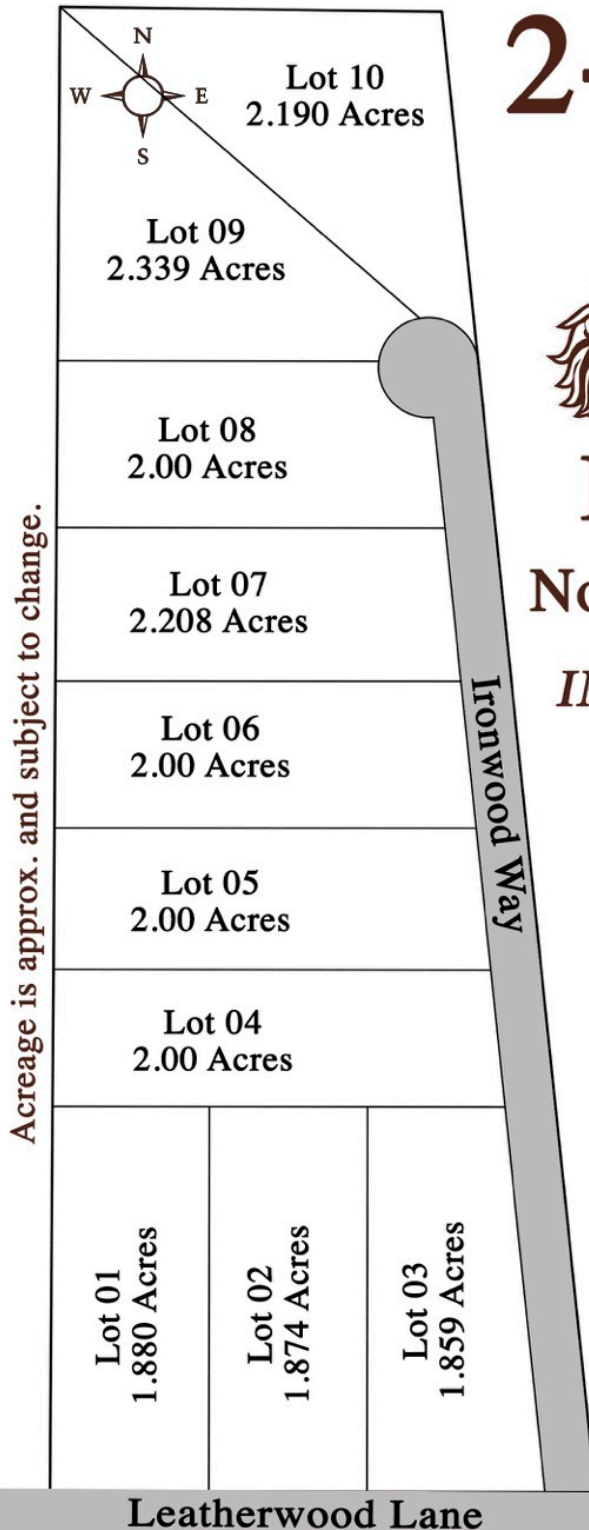 N
W
E
S
Lot 10
2.190 Acres
Lot 09
2.339 Acres
Lot 08
2.00 Acres
Lot 07
2.208 Acres
Lot 06
2.00 Acres
Lot 05
2.00 Acres
Lot 04
2.00 Acres
Lot 01
1.880 Acres
Lot 02
1.874 Acres
Lot 03
1.859 Acres
Ironwood Way
Leatherwood Lane
Acreage is approx. and subject to change.
2
No